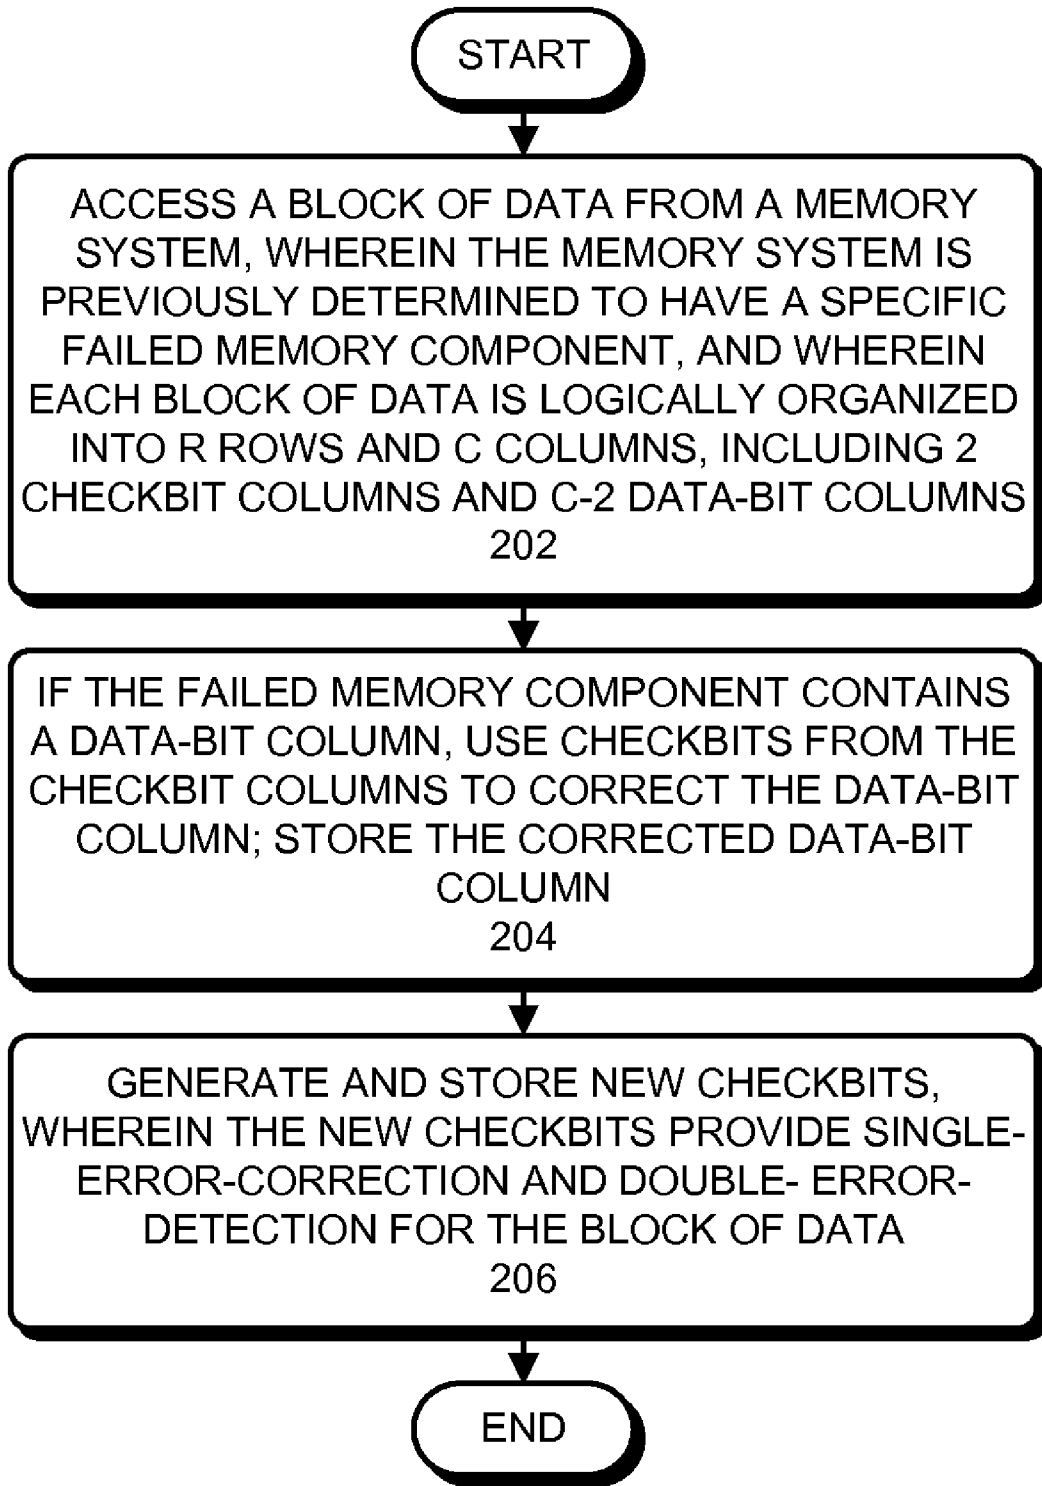 START
ACCESS A BLOCK OF DATA FROM A MEMORY
SYSTEM, WHEREIN THE MEMORY SYSTEM IS
PREVIOUSLY DETERMINED TO HAVE A SPECIFIC
FAILED MEMORY COMPONENT, AND WHEREIN
EACH BLOCK OF DATA IS LOGICALLY ORGANIZED
INTO R ROWS AND C COLUMNS, INCLUDING 2
CHECKBIT COLUMNS AND C-2 DATA-BIT COLUMNS
202
IF THE FAILED MEMORY COMPONENT CONTAINS
A DATA-BIT COLUMN, USE CHECKBITS FROM THE
CHECKBIT COLUMNS TO CORRECT THE DATA-BIT
COLUMN; STORE THE CORRECTED DATA-BIT
COLUMN
204
GENERATE AND STORE NEW CHECKBITS,
WHEREIN THE NEW CHECKBITS PROVIDE SINGLE-
ERROR-CORRECTION AND DOUBLE- ERROR-
DETECTION FOR THE BLOCK OF DATA
206
END